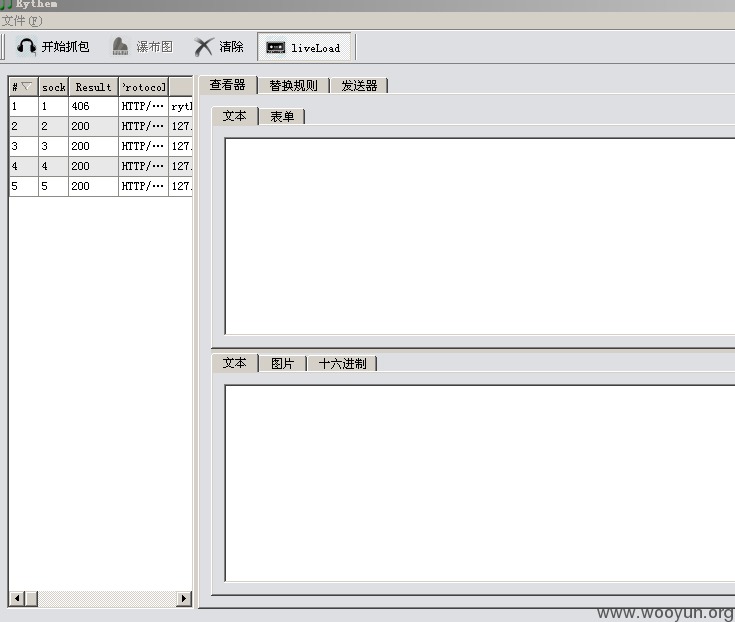 Rythem
文件(F)
开始抓包 瀑布图 清除 liveLoad
# sock Result Protocol
1 1 406 HTTP/⋯ ryth
2 2 200 HTTP/⋯ 127.
3 3 200 HTTP/⋯ 127.
4 4 200 HTTP/⋯ 127.
5 5 200 HTTP/⋯ 127.
查看器 替换规则 发送器
文本 表单
文本 图片 十六进制
www.wooyun.org